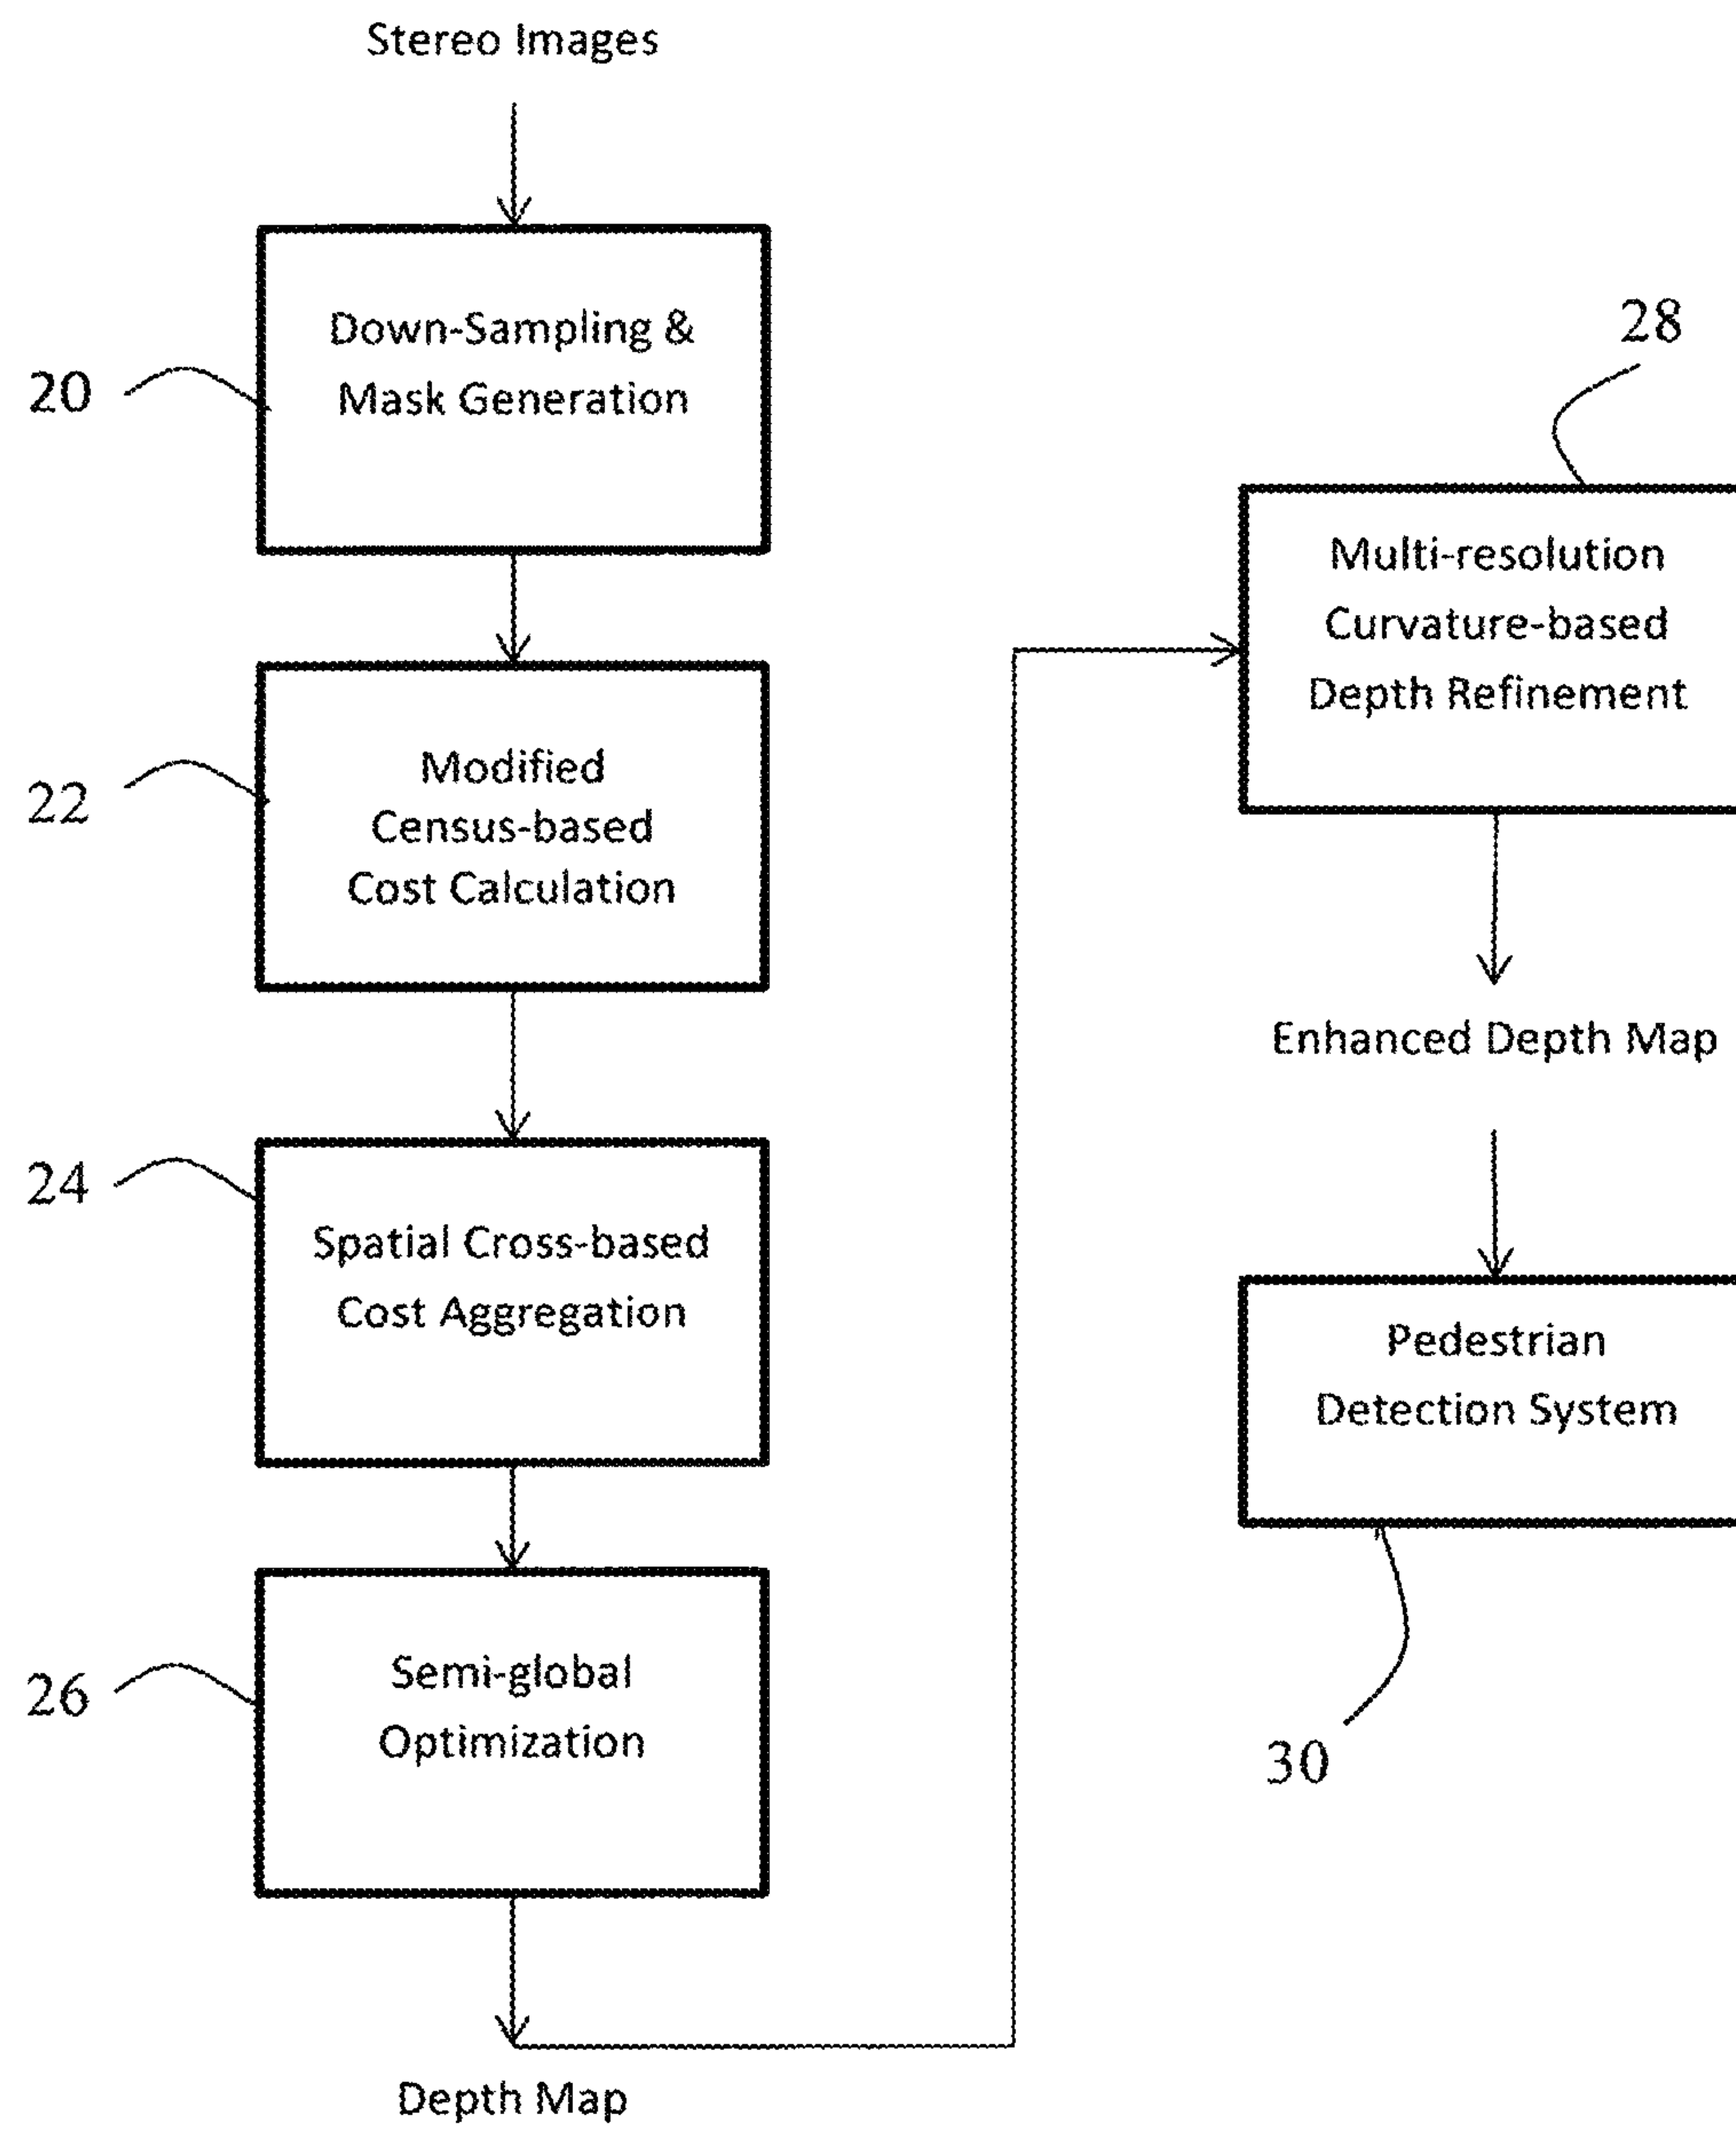 Stereo Images
20
Down-Sampling &
Mask Generation
22
Modified
Census-based
Cost Calculation
24
Spatial Cross-based
Cost Aggregation
26
Semi-global
Optimization
Depth Map
28
Multi-resolution
Curvature-based
Depth Refinement
Enhanced Depth Map
Pedestrian
Detection System
30